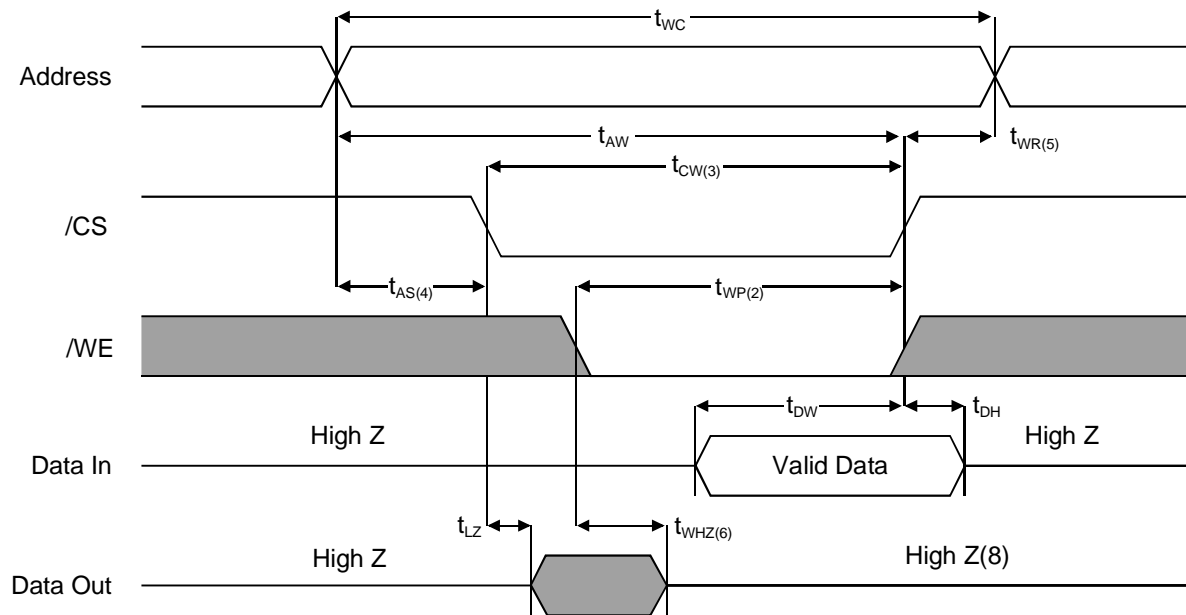 tWC
Address
tAW
tWR(5)
tCW(3)
/CS
tAS(4)
tWP(2)
/WE
tDW
tDH
High Z
High Z
Data In
Valid Data
tLZ
tWHZ(6)
High Z
High Z(8)
Data Out